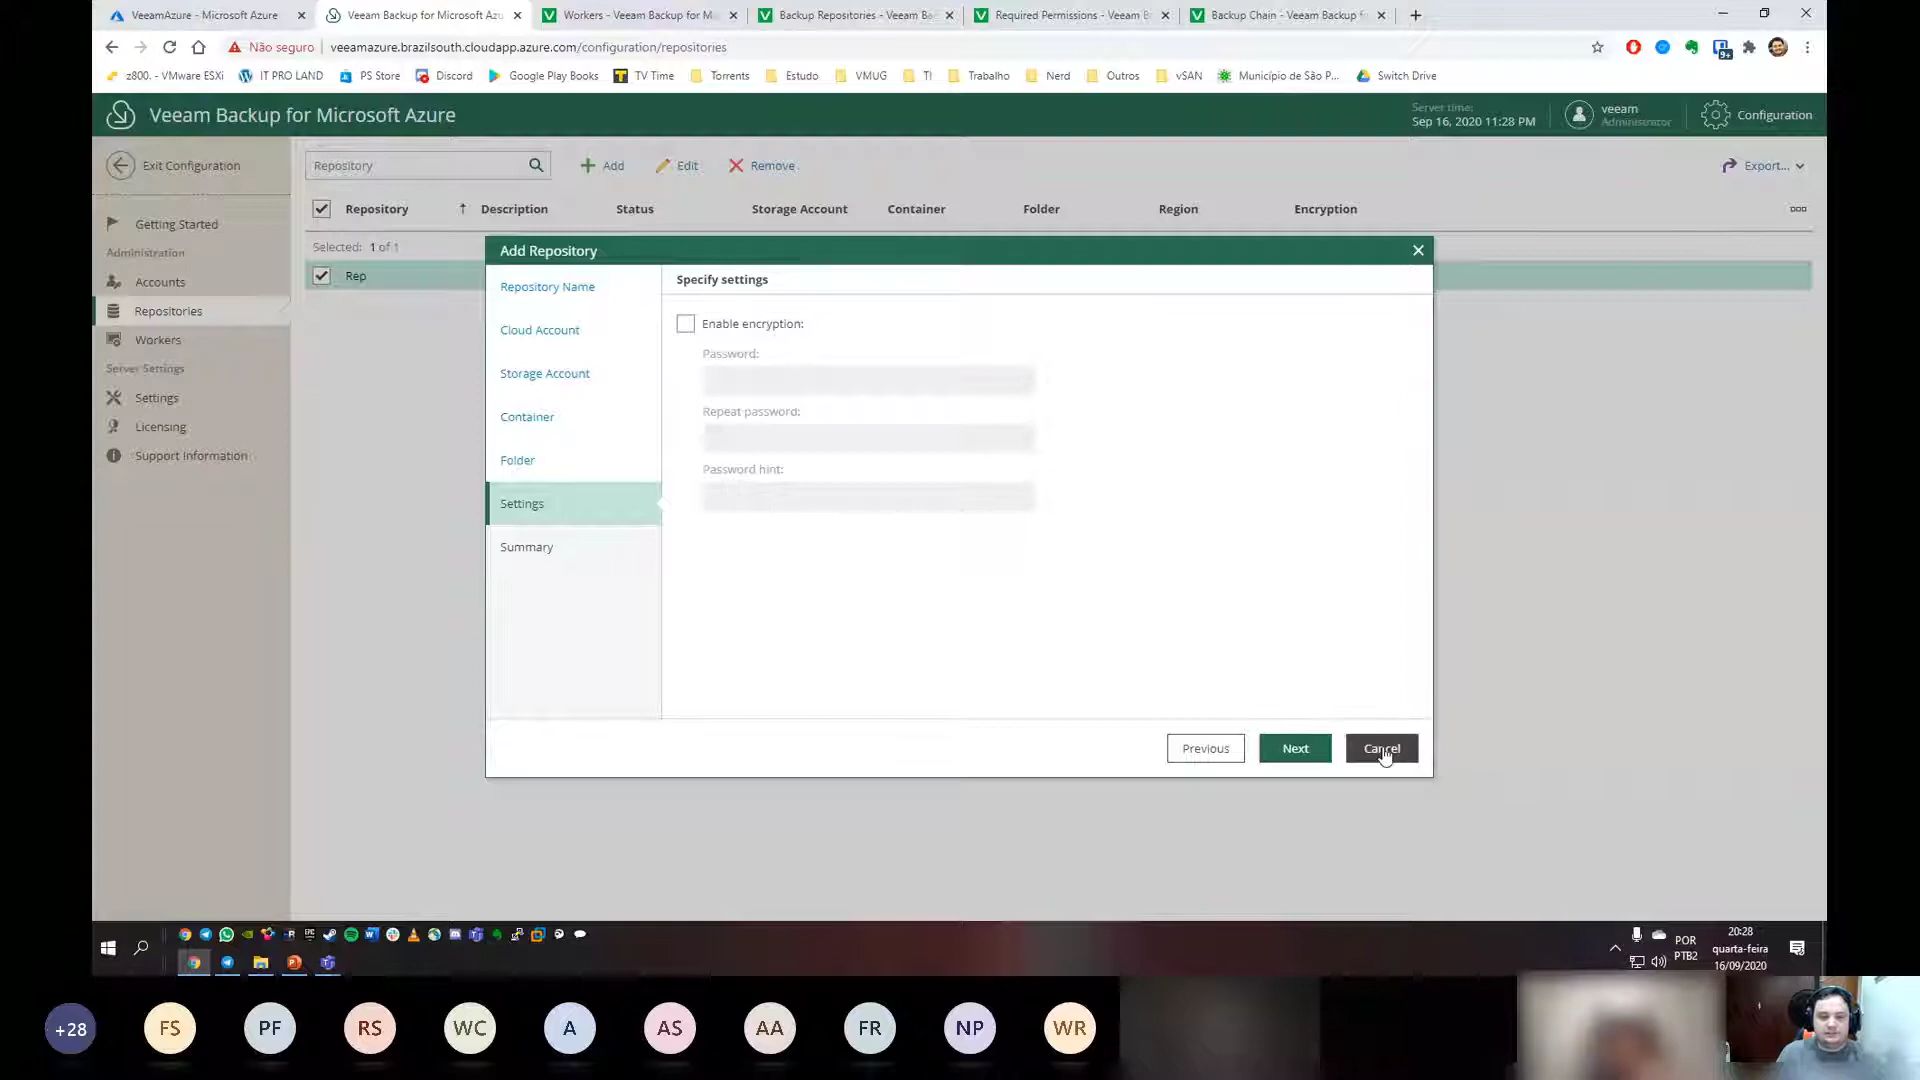 VeeamAzure - Microsoft Azure
Veeam Backup for Microsoft Azu
Workers - Veeam Backup for M
Backup Repositories - Veeam Ba
Required Permissions - Veeam B
Backup Chain - Veeam Backup f
Não seguro
veeamazure.brazilsouth.cloudapp.azure.com/configuration/repositories
9+
z800. - VMware ESXi
IT PRO LAND
PS Store
Discord
Google Play Books
TV Time
Torrents
Estudo
VMUG
TI
Trabalho
Nerd
Outros
vSAN
Município de São P...
Switch Drive
Veeam Backup for Microsoft Azure
Server time:
Sep 16, 2020 11:28 PM
veeam
Administrator
Configuration
Exit Configuration
Repository
Add
Edit
Remove
Export...
Getting Started
Administration
Accounts
Repositories
Workers
Server Settings
Settings
Licensing
Support Information
Repository
Description
Status
Storage Account
Container
Folder
Region
Encryption
Selected: 1 of 1
Rep
Add Repository
Repository Name
Cloud Account
Storage Account
Container
Folder
Settings
Summary
Specify settings
Enable encryption:
Password:
Repeat password:
Password hint:
Previous
Next
Cancel
POR
PTB2
20:28
quarta-feira
16/09/2020
+28
FS
PF
RS
WC
A
AS
AA
FR
NP
WR